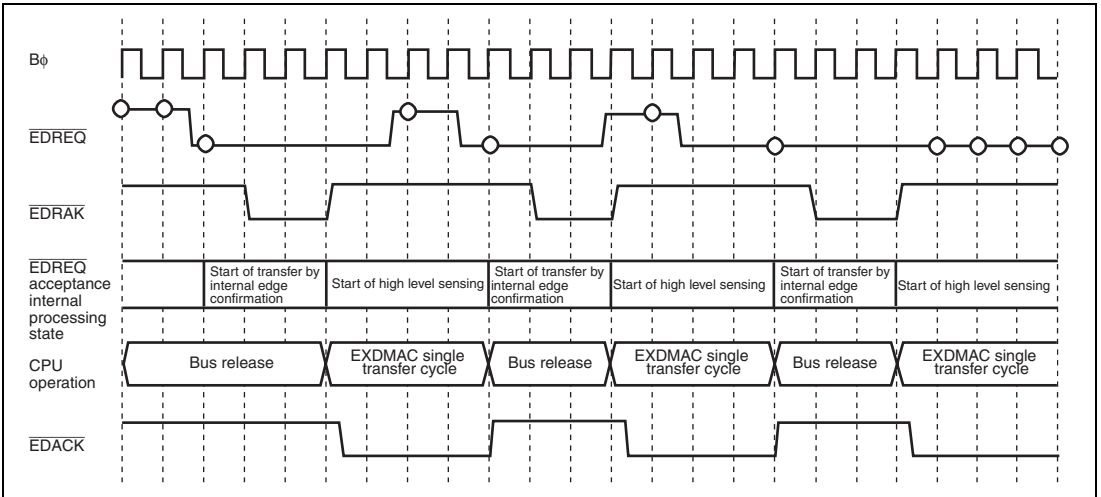 Bφ
EDREQ
EDRAK
EDREQ
acceptance
internal
processing
state
Start of transfer by
internal edge
confirmation
Start of high level sensing
Start of transfer by
internal edge
confirmation
Start of high level sensing
Start of transfer by
internal edge
confirmation
Start of high level sensing
CPU
operation
Bus release
EXDMAC single
transfer cycle
Bus release
EXDMAC single
transfer cycle
Bus release
EXDMAC single
transfer cycle
EDACK